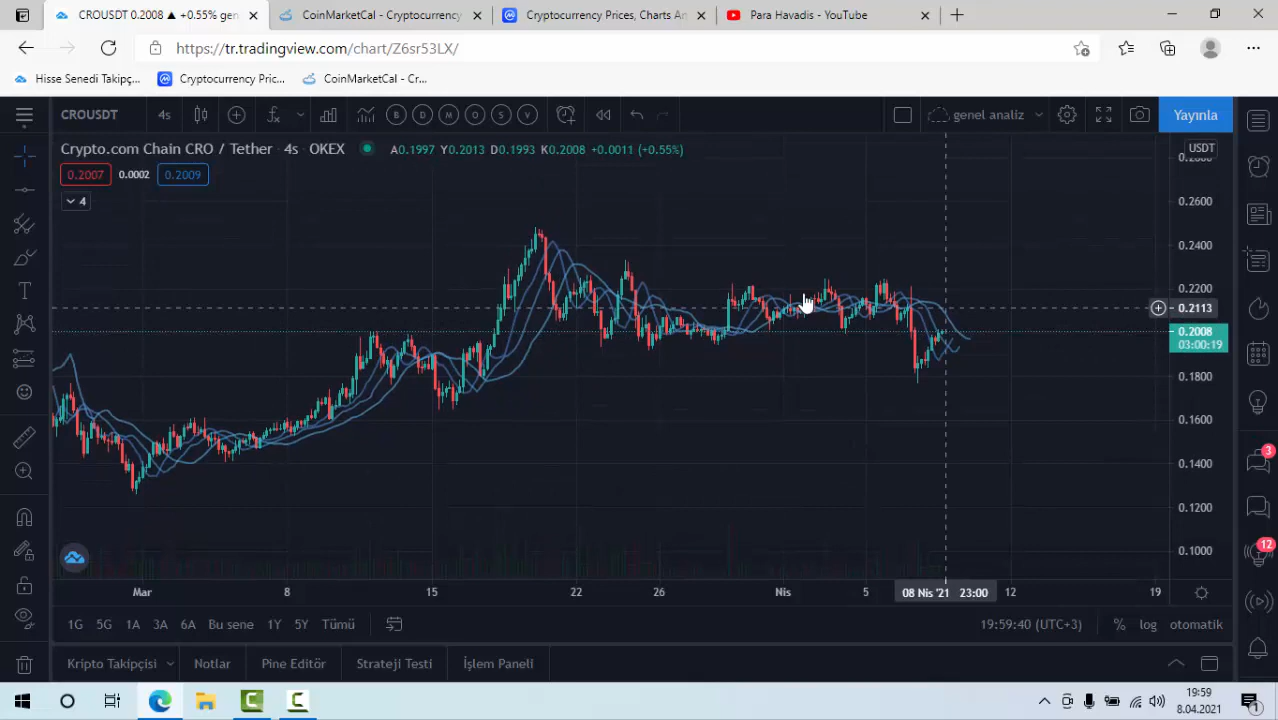 CROUSDT 0.2008 ▲ +0.55% gen
CoinMarketCal - Cryptocurrency
Cryptocurrency Prices, Charts An
Para Havadis - YouTube
https://tr.tradingview.com/chart/Z6sr53LX/
Hisse Senedi Takipç...
Cryptocurrency Pric...
CoinMarketCal - Cr...
CROUSDT
4s
B D M O S V
genel analiz
Yayınla
Crypto.com Chain CRO / Tether · 4s · OKEX
A0.1997 Y0.2013 D0.1993 K0.2008 +0.0011 (+0.55%)
USDT
0.2007
0.0002
0.2009
4
0.2800
0.2600
0.2400
0.2200
0.2113
0.2008
03:00:19
0.1800
0.1600
0.1400
0.1200
0.1000
3
12
Mar
8
15
22
26
Nis
5
08 Nis '21 23:00
12
19
1G 5G 1A 3A 6A Bu sene 1Y 5Y Tümü
19:59:40 (UTC+3)
% log otomatik
Kripto Takipçisi
Notlar
Pine Editör
Strateji Testi
İşlem Paneli
19:59
8.04.2021
1